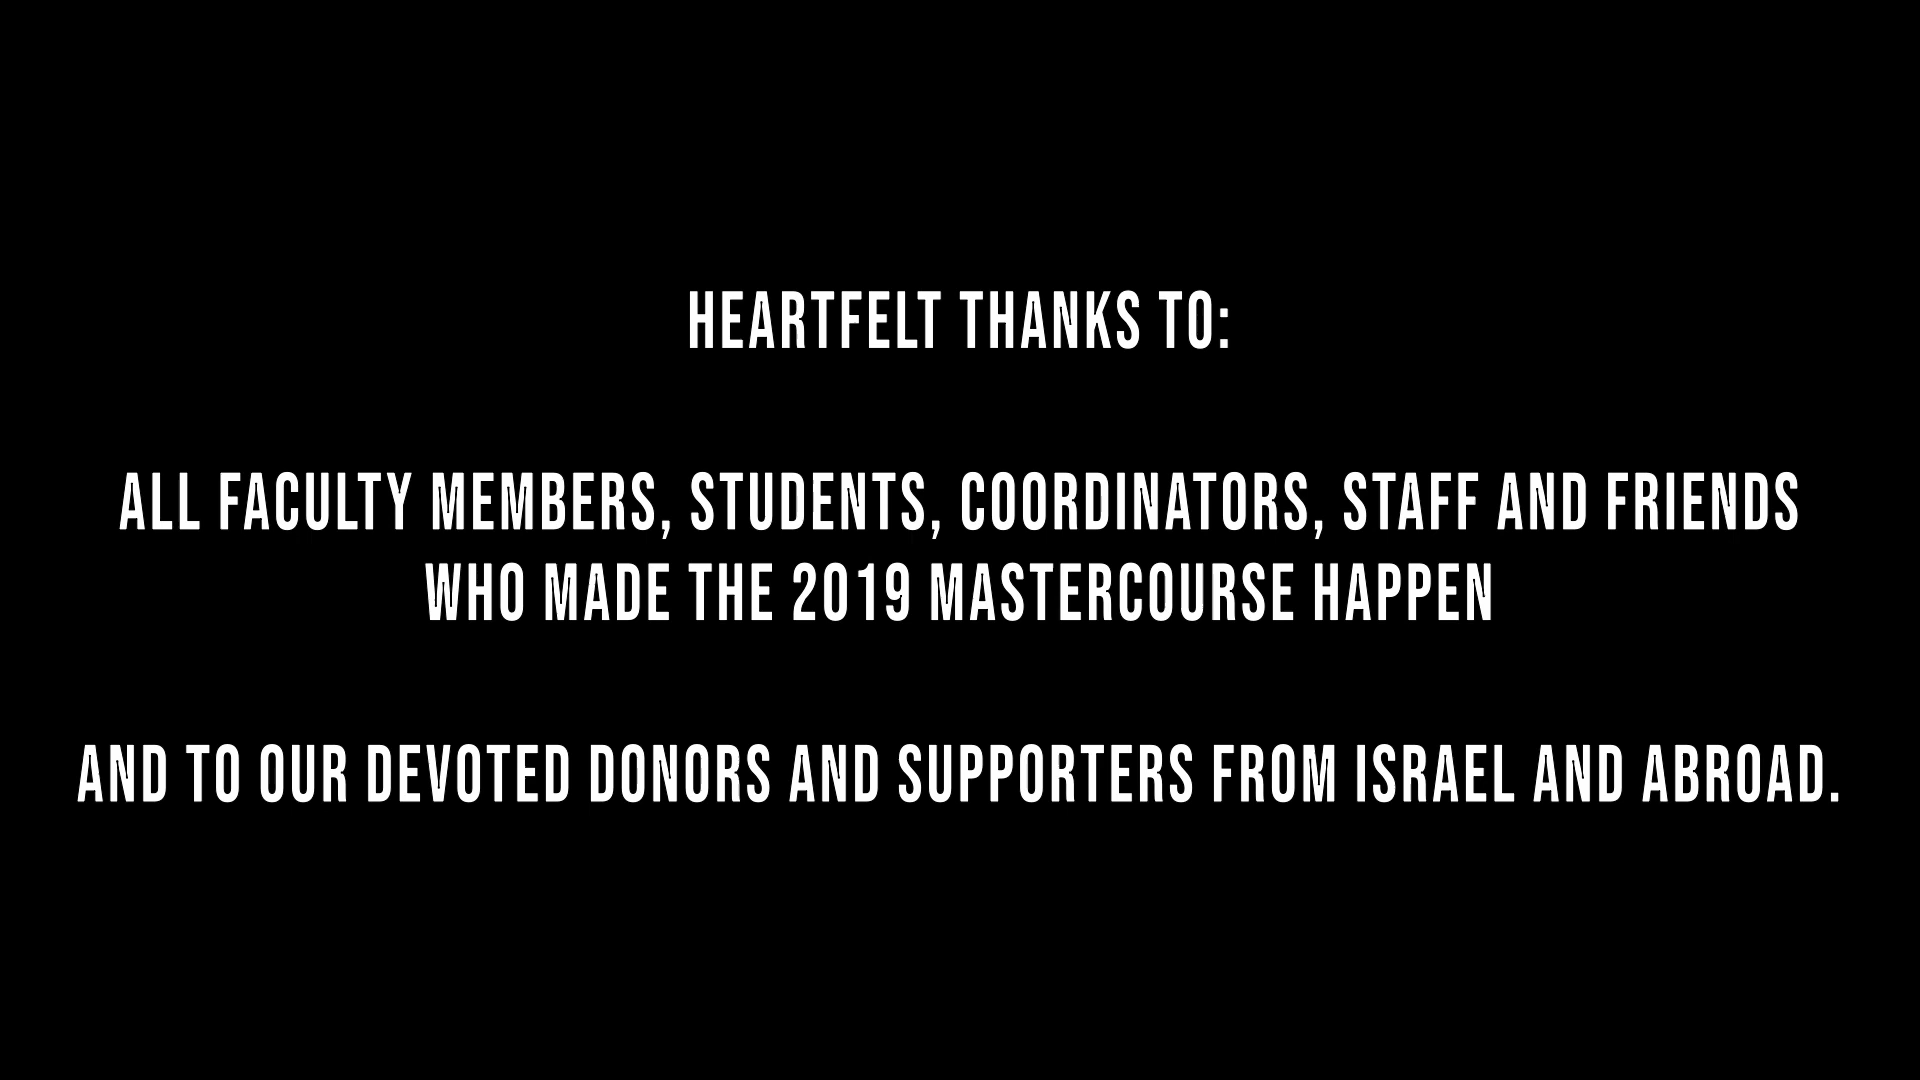 HEARTFELT THANKS TO:
ALL FACULTY MEMBERS, STUDENTS, COORDINATORS, STAFF AND FRIENDS
WHO MADE THE 2019 MASTERCOURSE HAPPEN
AND TO OUR DEVOTED DONORS AND SUPPORTERS FROM ISRAEL AND ABROAD.